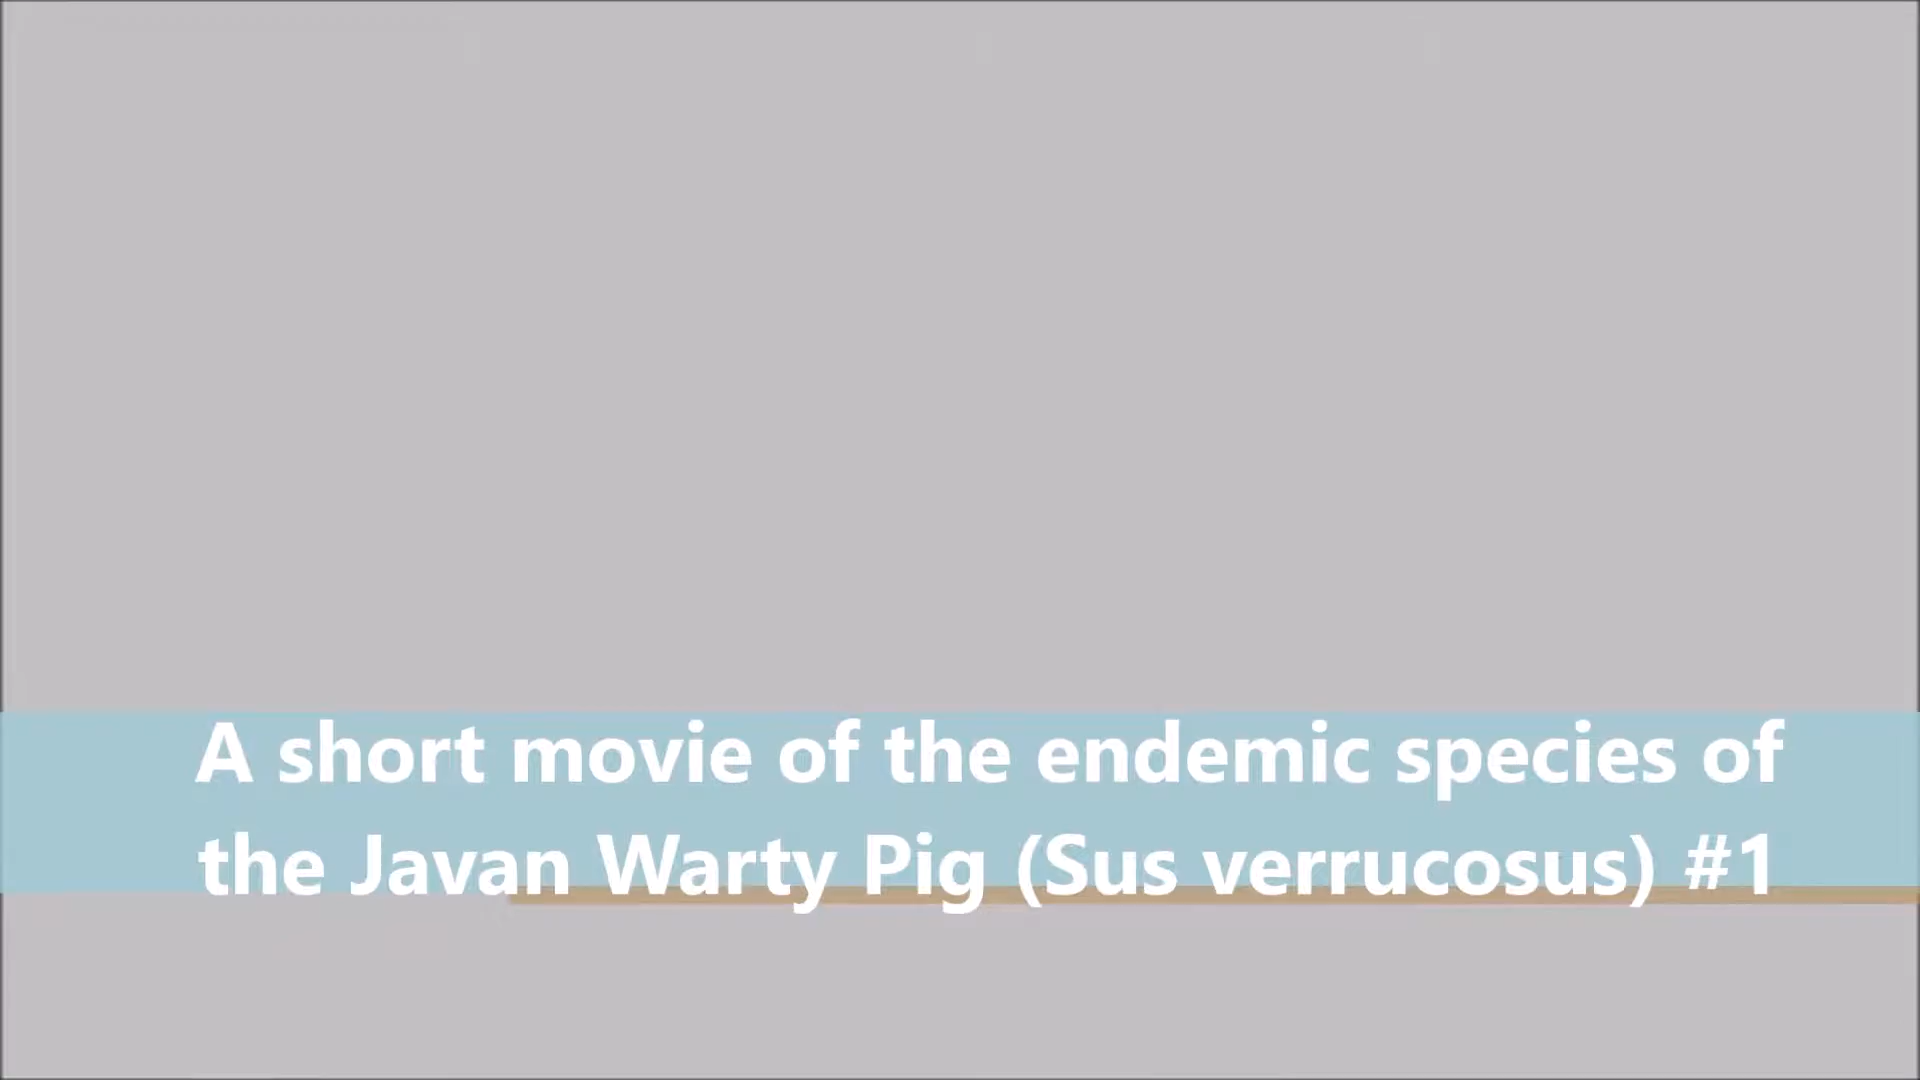 A short movie of the endemic species of
the Javan Warty Pig (Sus verrucosus) #1